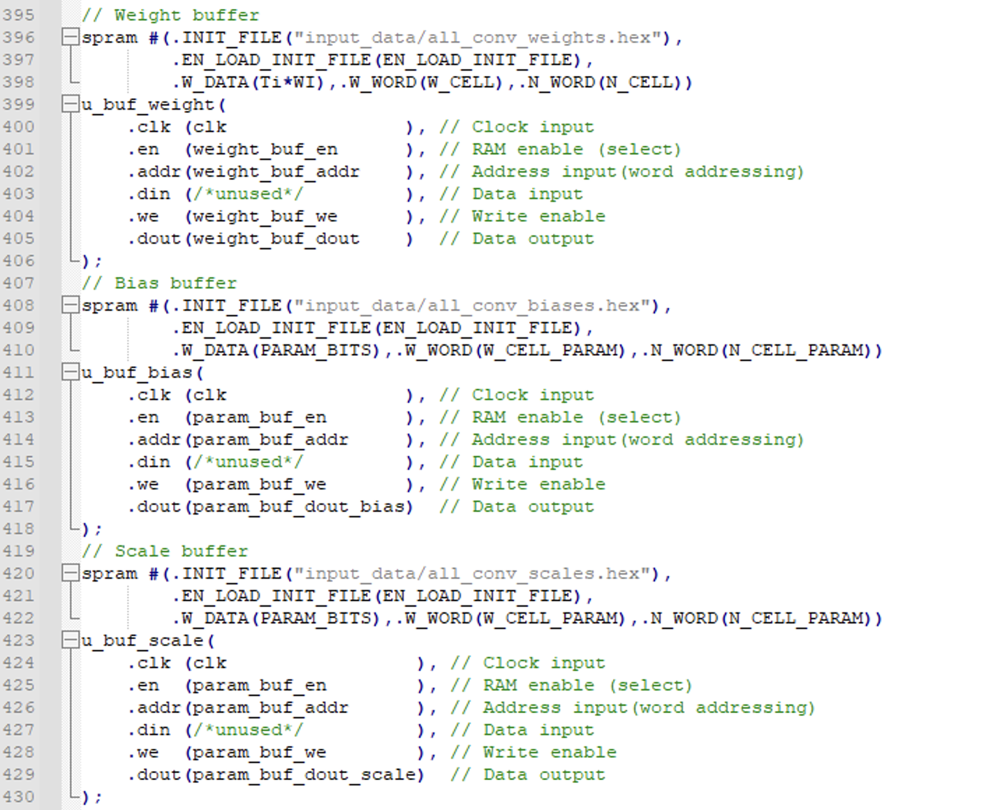 395 // Weight buffer
396 spram #(.INIT_FILE("input_data/all_conv_weights.hex"),
397 .EN_LOAD_INIT_FILE(EN_LOAD_INIT_FILE),
398 .W_DATA(Ti*WI),.W_WORD(W_CELL),.N_WORD(N_CELL))
399 u_buf_weight(
400 .clk (clk ), // Clock input
401 .en (weight_buf_en ), // RAM enable (select)
402 .addr(weight_buf_addr ), // Address input(word addressing)
403 .din (/*unused*/ ), // Data input
404 .we (weight_buf_we ), // Write enable
405 .dout(weight_buf_dout ) // Data output
406 );
407 // Bias buffer
408 spram #(.INIT_FILE("input_data/all_conv_biases.hex"),
409 .EN_LOAD_INIT_FILE(EN_LOAD_INIT_FILE),
410 .W_DATA(PARAM_BITS),.W_WORD(W_CELL_PARAM),.N_WORD(N_CELL_PARAM))
411 u_buf_bias(
412 .clk (clk ), // Clock input
413 .en (param_buf_en ), // RAM enable (select)
414 .addr(param_buf_addr ), // Address input(word addressing)
415 .din (/*unused*/ ), // Data input
416 .we (param_buf_we ), // Write enable
417 .dout(param_buf_dout_bias) // Data output
418 );
419 // Scale buffer
420 spram #(.INIT_FILE("input_data/all_conv_scales.hex"),
421 .EN_LOAD_INIT_FILE(EN_LOAD_INIT_FILE),
422 .W_DATA(PARAM_BITS),.W_WORD(W_CELL_PARAM),.N_WORD(N_CELL_PARAM))
423 u_buf_scale(
424 .clk (clk ), // Clock input
425 .en (param_buf_en ), // RAM enable (select)
426 .addr(param_buf_addr ), // Address input(word addressing)
427 .din (/*unused*/ ), // Data input
428 .we (param_buf_we ), // Write enable
429 .dout(param_buf_dout_scale) // Data output
430 );